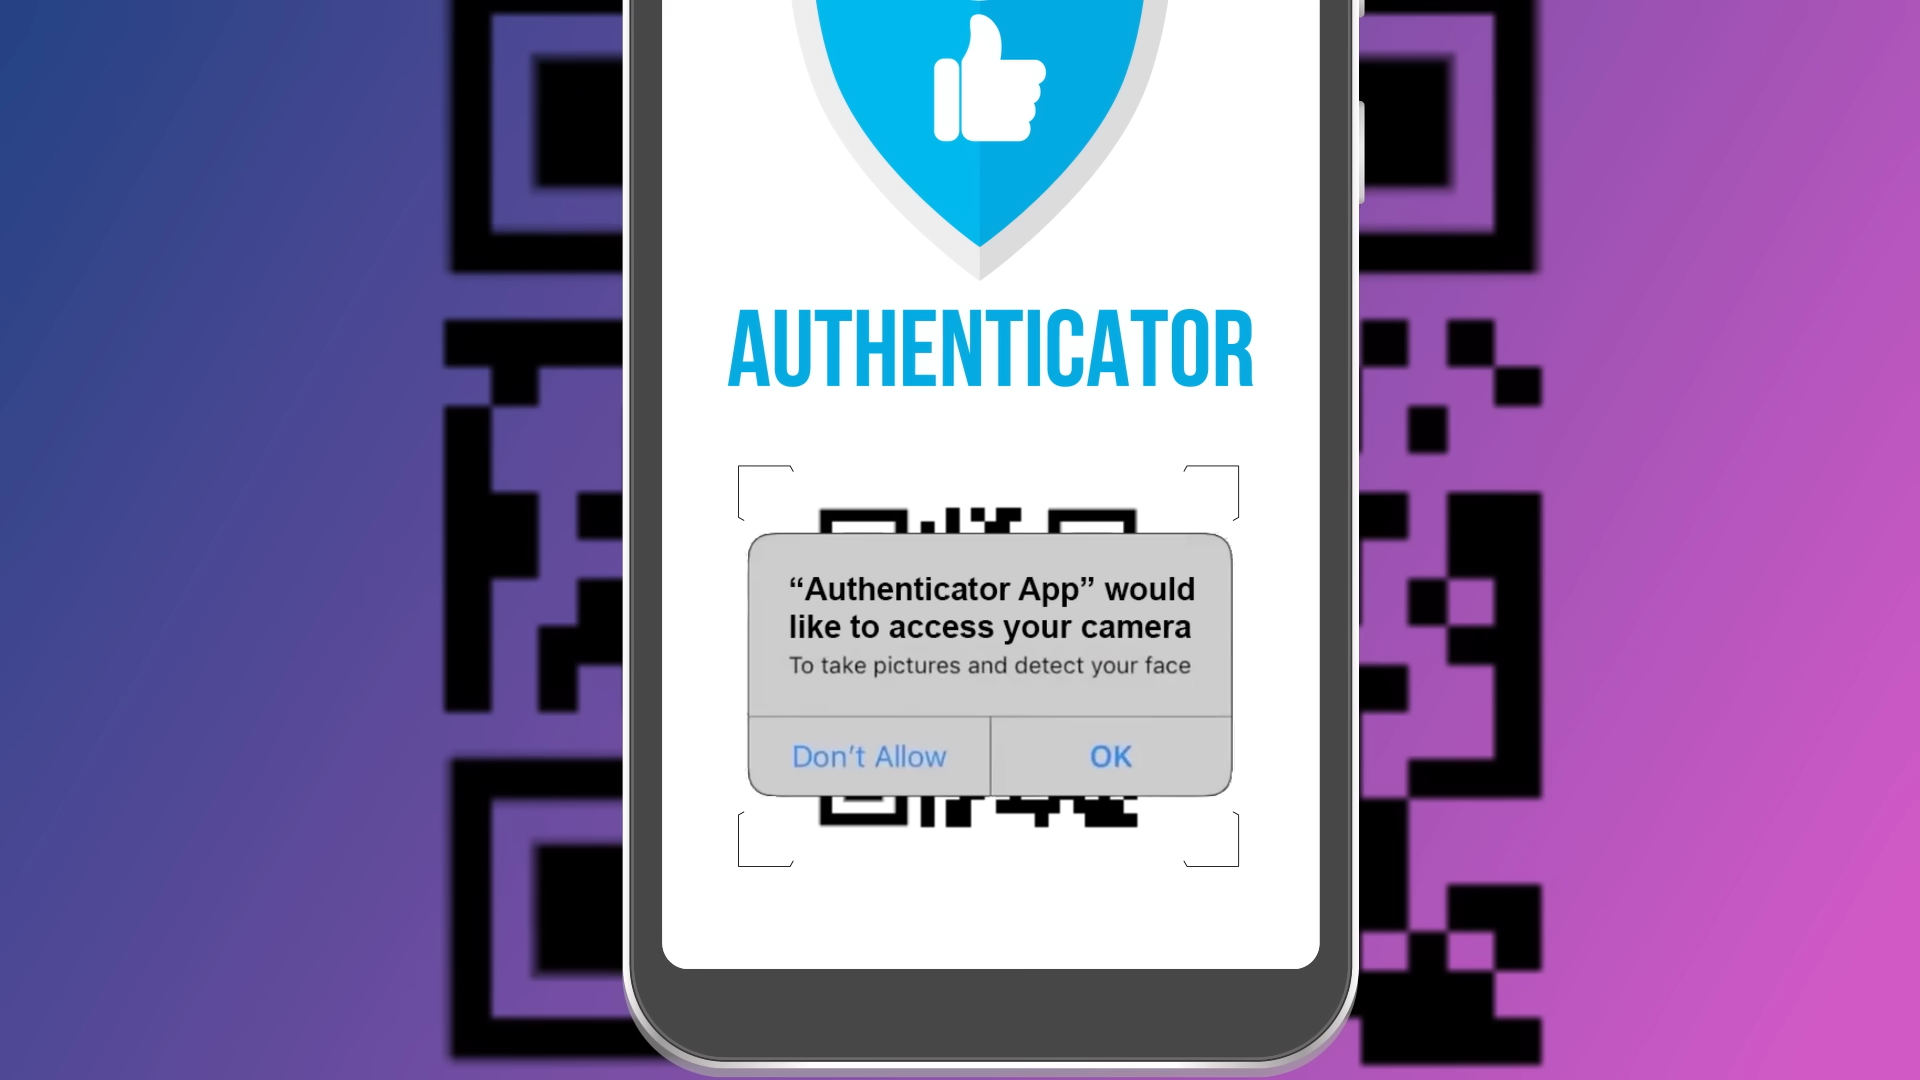 AUTHENTICATOR
“Authenticator App” would
like to access your camera
To take pictures and detect your face
Don’t Allow
OK